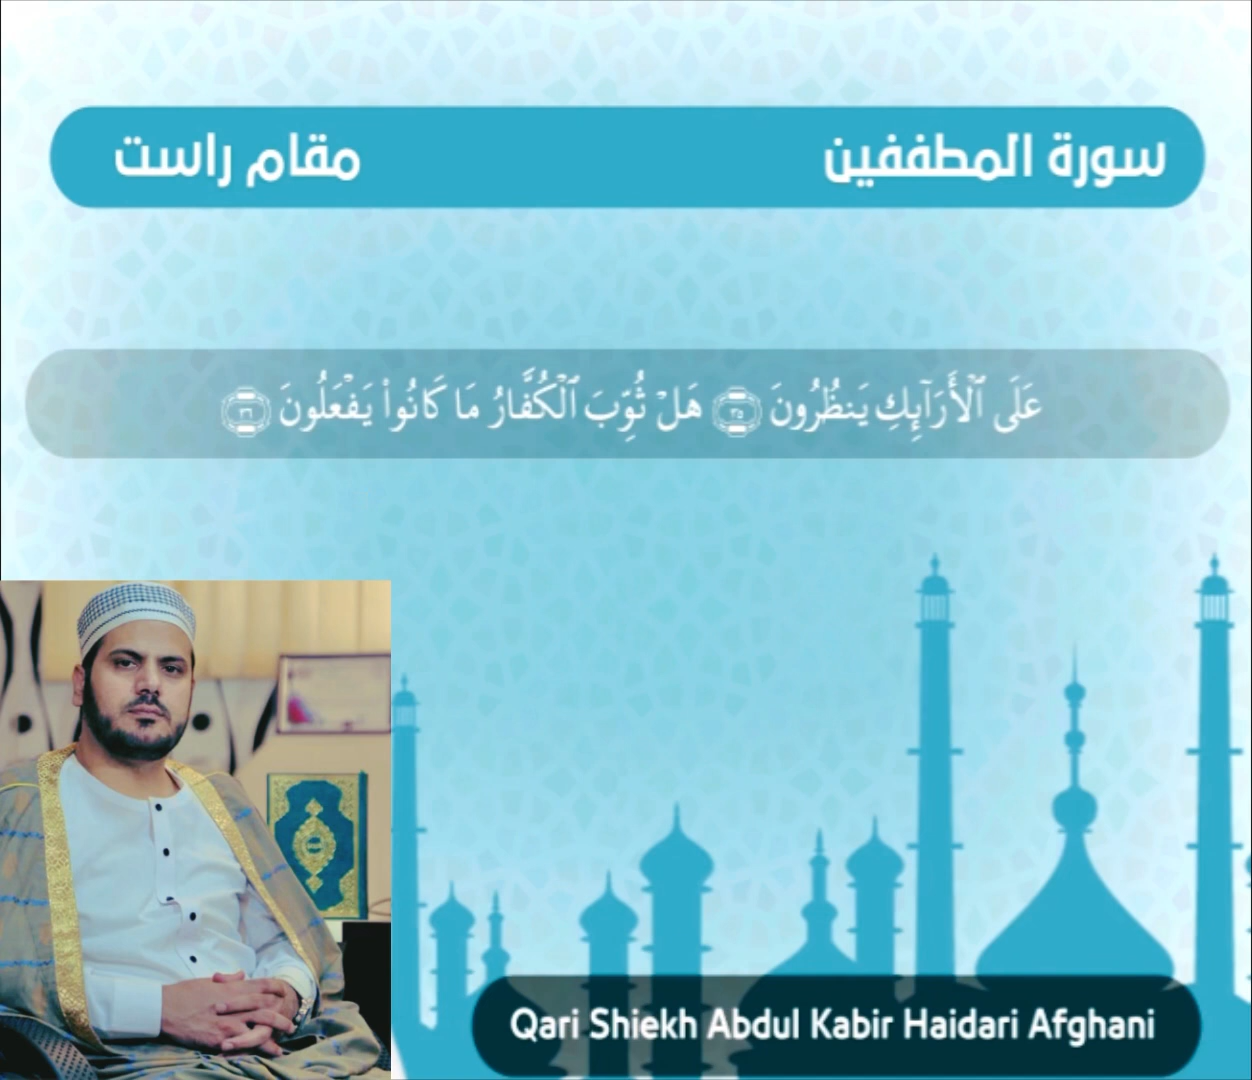 سورة المطففين
مقام راست
عَلَى ٱلْأَرَآئِكِ يَنظُرُونَ ٣٥ هَلْ ثُوِّبَ ٱلْكُفَّارُ مَا كَانُوا۟ يَفْعَلُونَ ٣٦
Qari Shiekh Abdul Kabir Haidari Afghani